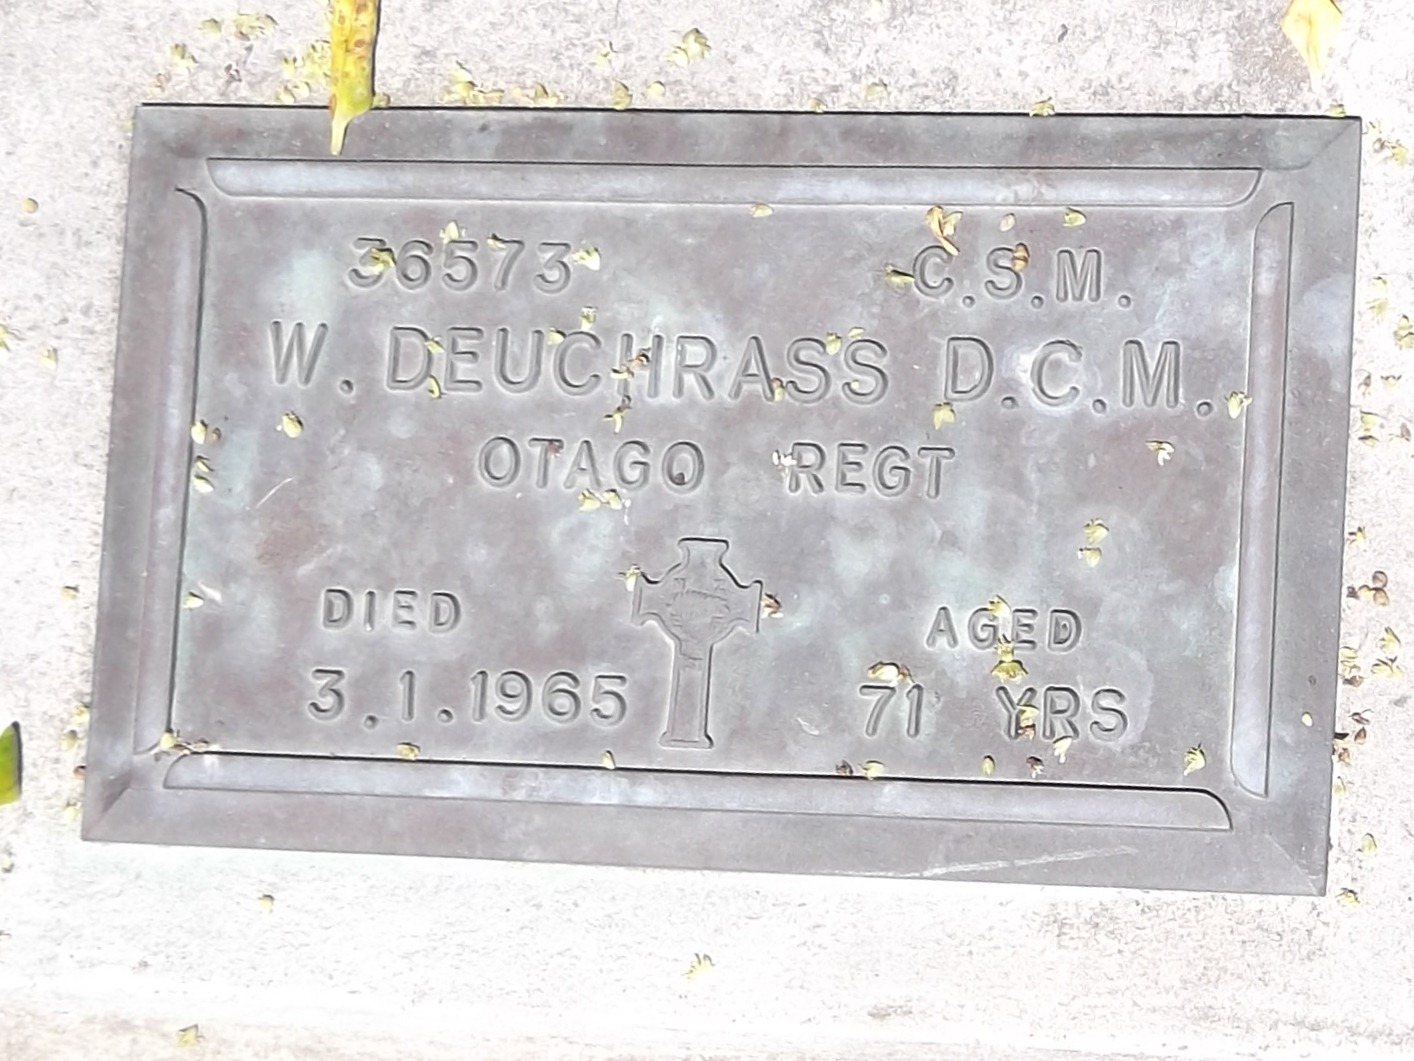 36573 C.S.M.
W. DEUCHRASS D.C.M.
OTAGO REGT
DIED AGED
3.1.1965 71 YRS